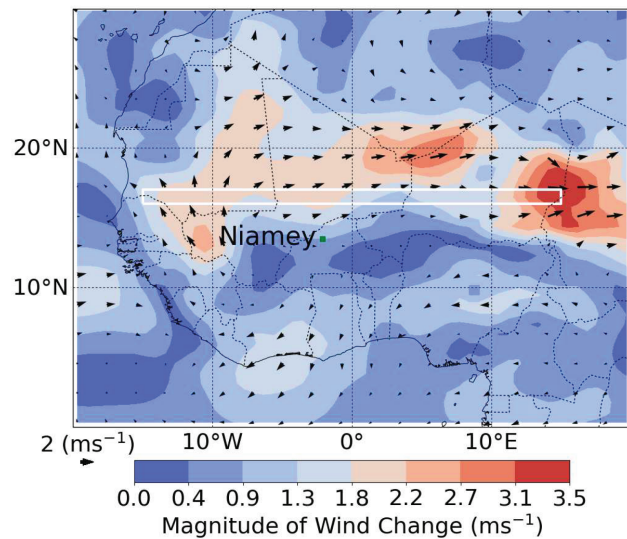 20°N
Niamey
10°N
2 (ms⁻¹)
10°W 0° 10°E
0.0 0.4 0.9 1.3 1.8 2.2 2.7 3.1 3.5
Magnitude of Wind Change (ms⁻¹)